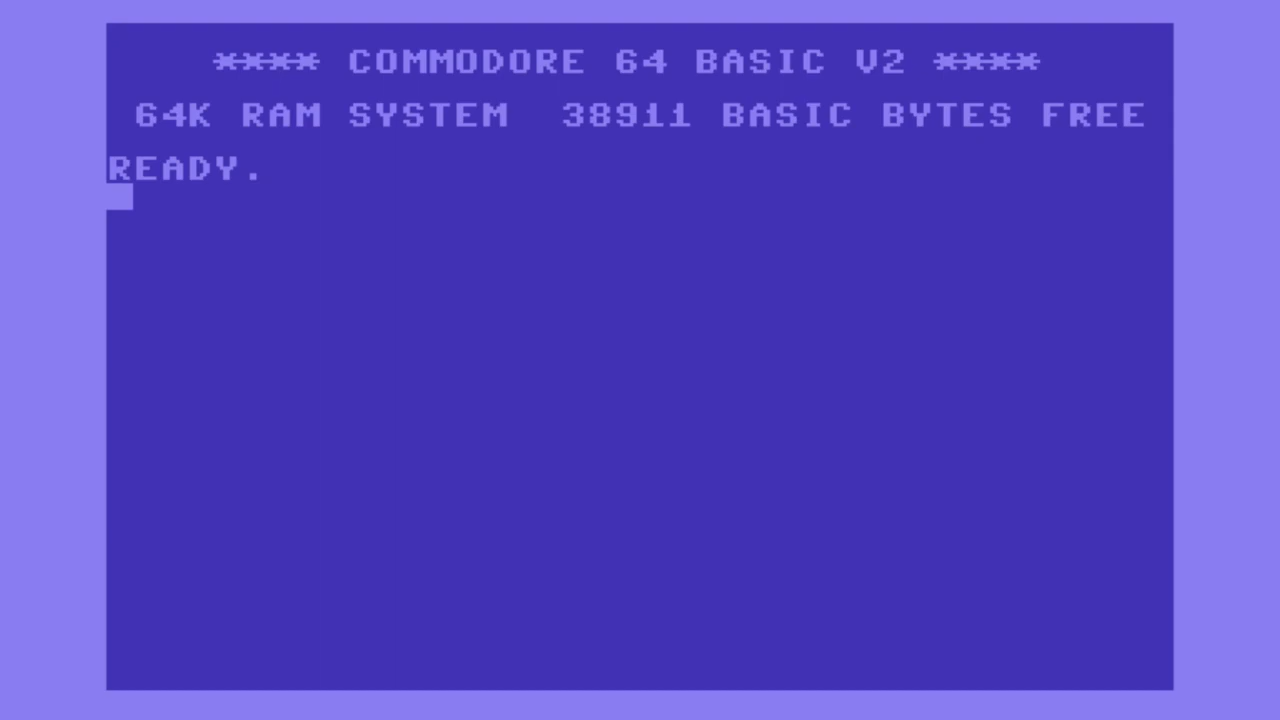 **** COMMODORE 64 BASIC V2 ****
64K RAM SYSTEM  38911 BASIC BYTES FREE
READY.